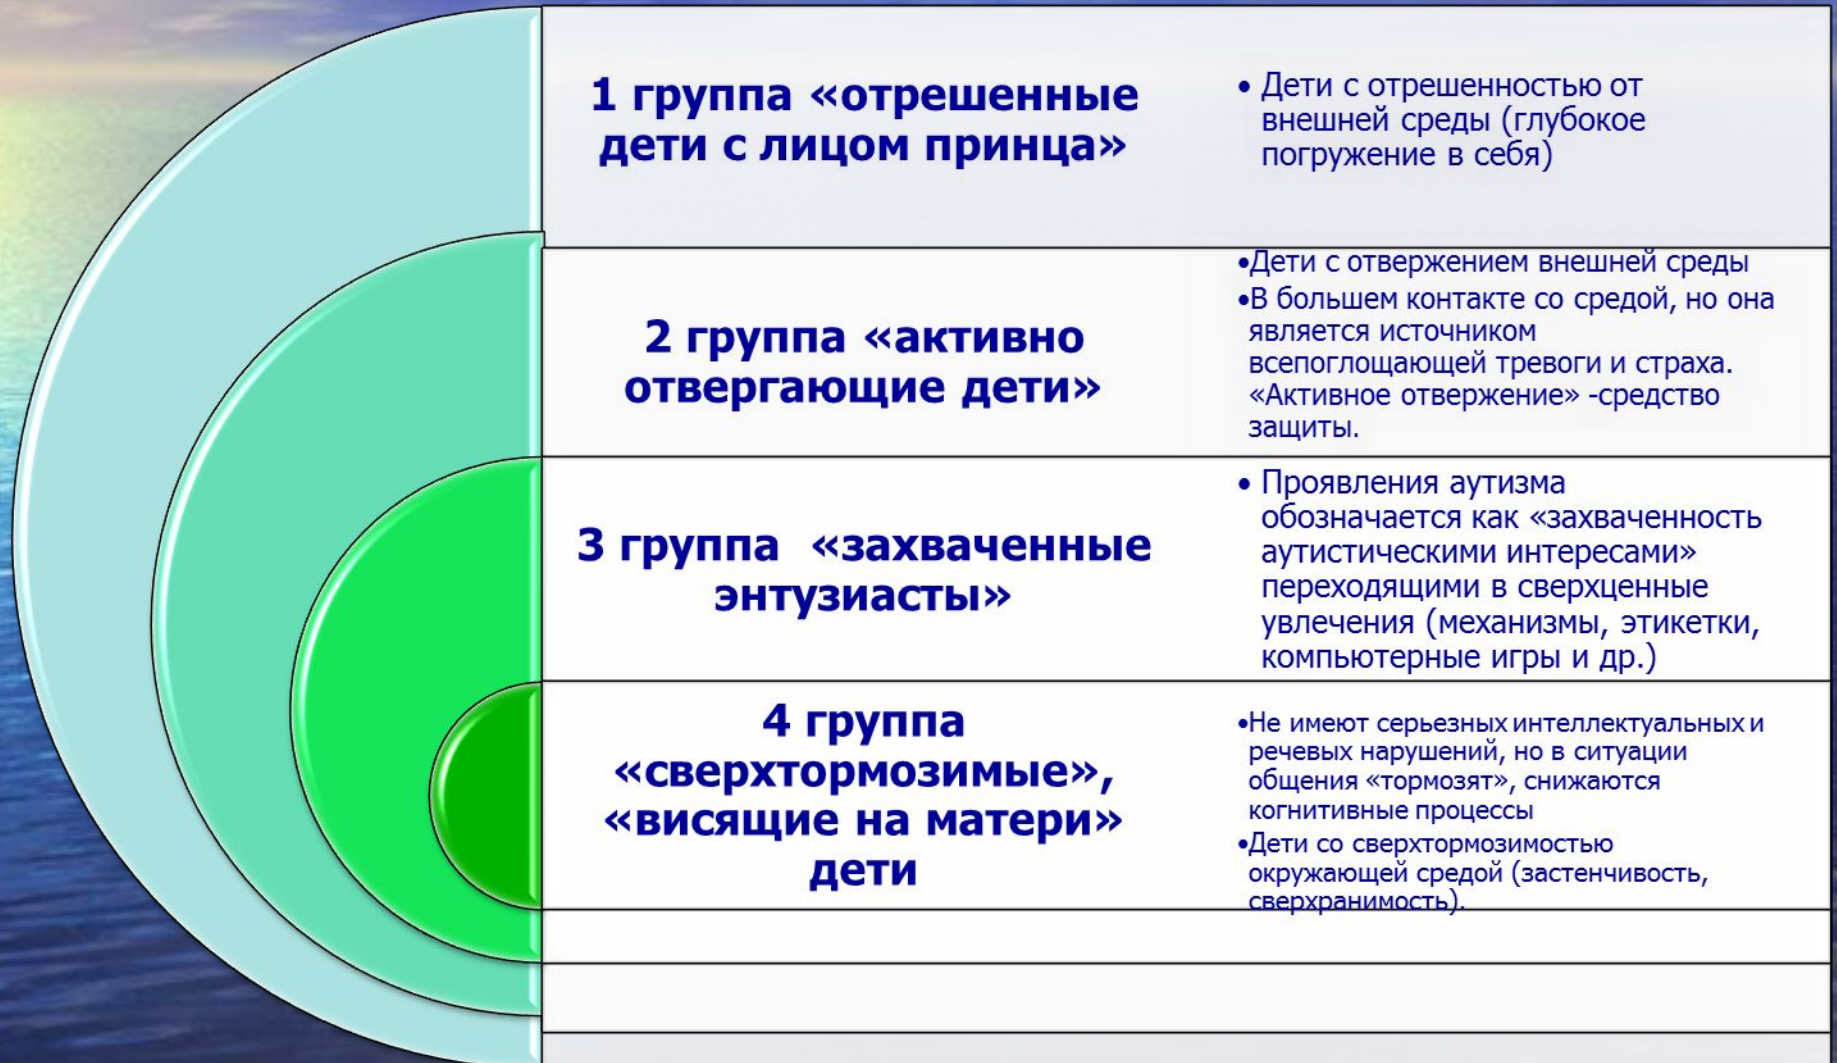 1 группа «отрешенные
дети с лицом принца»
• Дети с отрешенностью от
внешней среды (глубокое
погружение в себя)
2 группа «активно
отвергающие дети»
•Дети с отвержением внешней среды
•В большем контакте со средой, но она
является источником
всепоглощающей тревоги и страха.
«Активное отвержение» -средство
защиты.
3 группа «захваченные
энтузиасты»
• Проявления аутизма
обозначается как «захваченность
аутистическими интересами»
переходящими в сверхценные
увлечения (механизмы, этикетки,
компьютерные игры и др.)
4 группа
«сверхтормозимые»,
«висящие на матери»
дети
•Не имеют серьезных интеллектуальных и
речевых нарушений, но в ситуации
общения «тормозят», снижаются
когнитивные процессы
•Дети со сверхтормозимостью
окружающей средой (застенчивость,
сверхранимость).